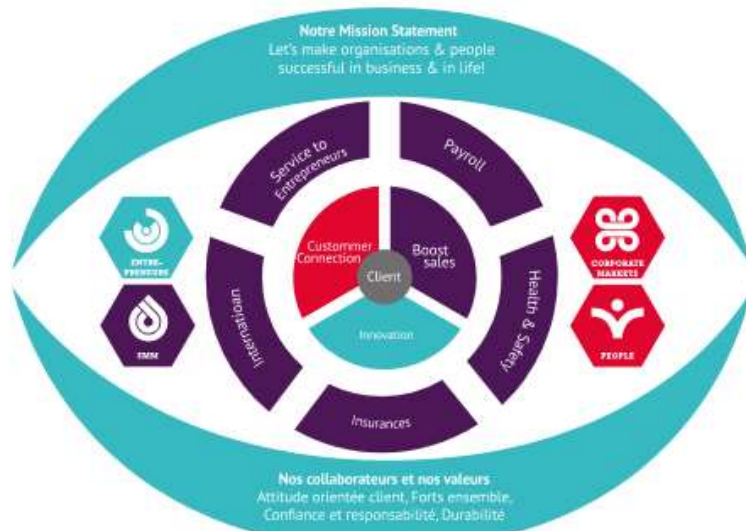 Notre Mission Statement
Let's make organisations & people
successful in business & in life!
Service to
Entrepreneurs
Payroll
ENTRE-
PRENEURS
Custommer
Connection
Boost
sales
CORPORATE
MARKETS
Client
Internatioan
Health & Safety
SMM
Innovation
PEOPLE
Insurances
Nos collaborateurs et nos valeurs
Attitude orientée client, Forts ensemble,
Confiance et responsabilité, Durabilité